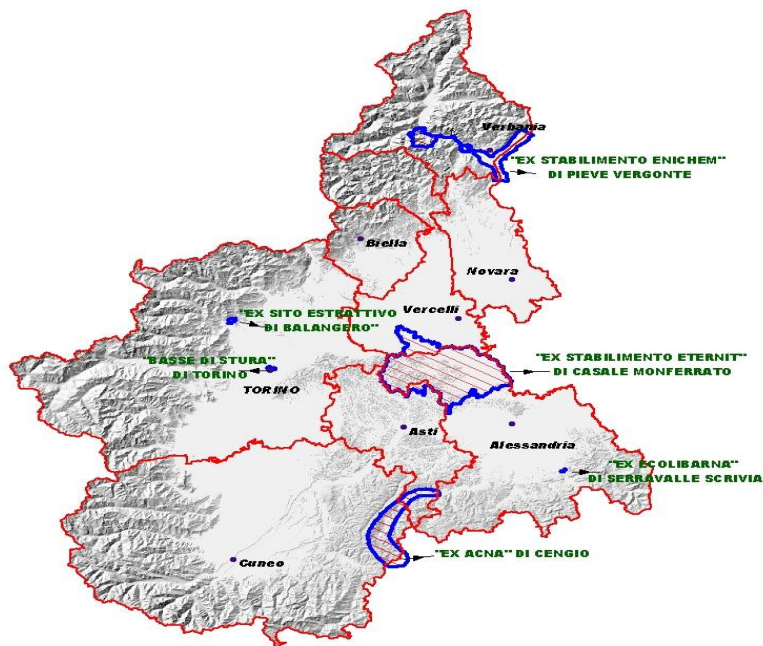 Verbania
"EX STABILIMENTO ENICHEM"
DI PIEVE VERGONTE
Biella
Novara
"EX SITO ESTRATTIVO
DI BALANGERO"
Vercelli
"BASSE DI STURA"
DI TORINO
TORINO
"EX STABILIMENTO ETERNIT"
DI CASALE MONFERRATO
Asti
Alessandria
"EX ECOLIBARNA"
DI SERRAVALLE SCRIVIA
"EX ACNA" DI CENGIO
Cuneo